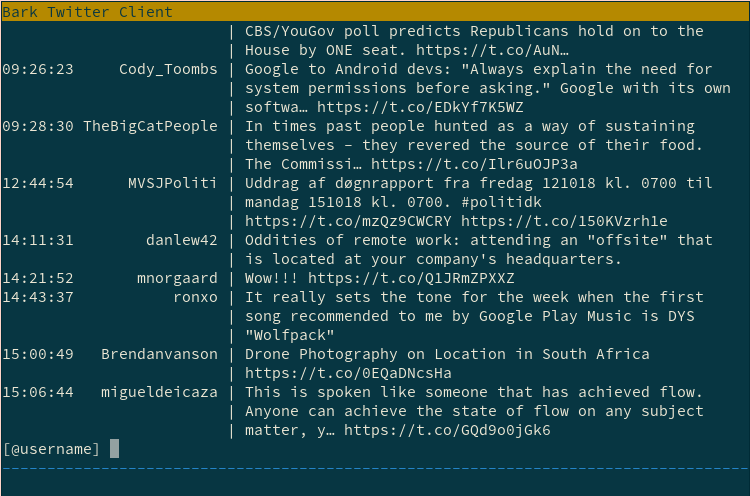 Bark Twitter Client
| CBS/YouGov poll predicts Republicans hold on to the
| House by ONE seat. https://t.co/AuN…
09:26:23 Cody_Toombs | Google to Android devs: "Always explain the need for
| system permissions before asking." Google with its own
| softwa… https://t.co/EDkYf7K5WZ
09:28:30 TheBigCatPeople | In times past people hunted as a way of sustaining
| themselves – they revered the source of their food.
| The Commissi… https://t.co/Ilr6uOJP3a
12:44:54 MVSJPoliti | Uddrag af døgnrapport fra fredag 121018 kl. 0700 til
| mandag 151018 kl. 0700. #politidk
| https://t.co/mzQz9CWCRY https://t.co/150KVzrh1e
14:11:31 danlew42 | Oddities of remote work: attending an "offsite" that
| is located at your company's headquarters.
14:21:52 mnorgaard | Wow!!! https://t.co/Q1JRmZPXXZ
14:43:37 ronxo | It really sets the tone for the week when the first
| song recommended to me by Google Play Music is DYS
| "Wolfpack"
15:00:49 Brendanvanson | Drone Photography on Location in South Africa
| https://t.co/0EQaDNcsHa
15:06:44 migueldeicaza | This is spoken like someone that has achieved flow.
| Anyone can achieve the state of flow on any subject
| matter, y… https://t.co/GQd9o0jGk6
[@username]